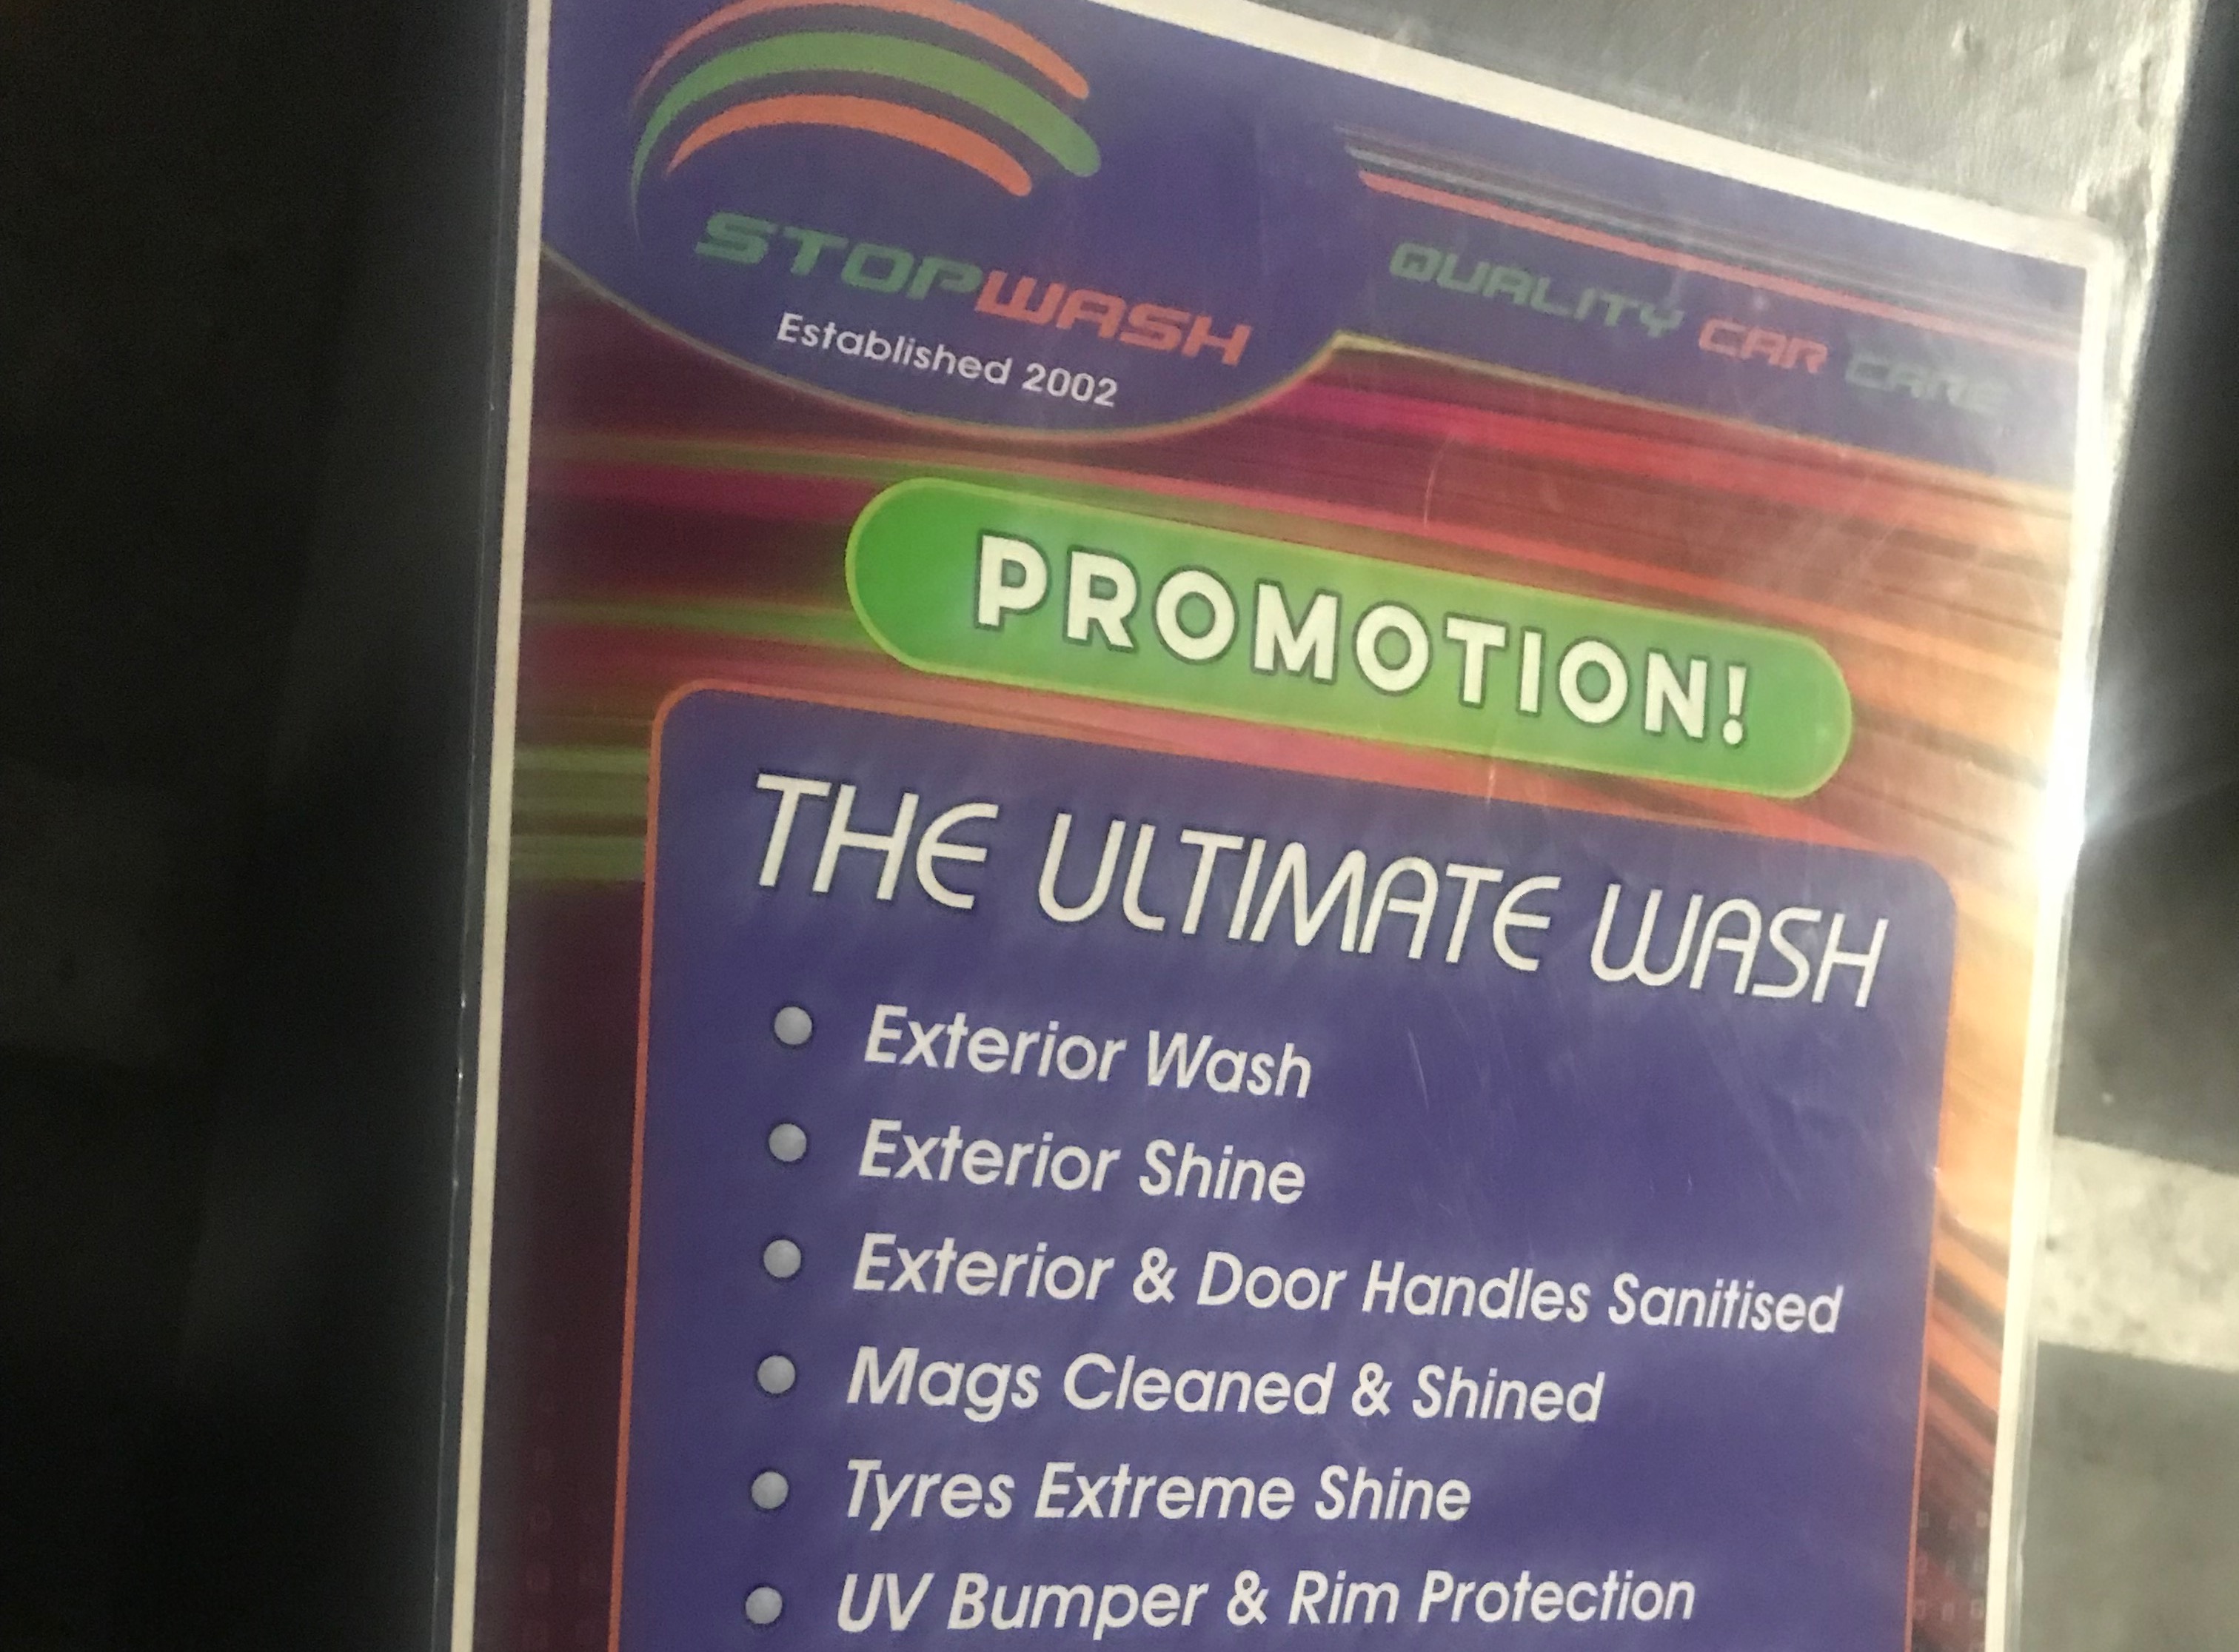 STOPWASH
Established 2002
QUALITY CAR CARE
PROMOTION!
THE ULTIMATE WASH
Exterior Wash
Exterior Shine
Exterior & Door Handles Sanitised
Mags Cleaned & Shined
Tyres Extreme Shine
UV Bumper & Rim Protection